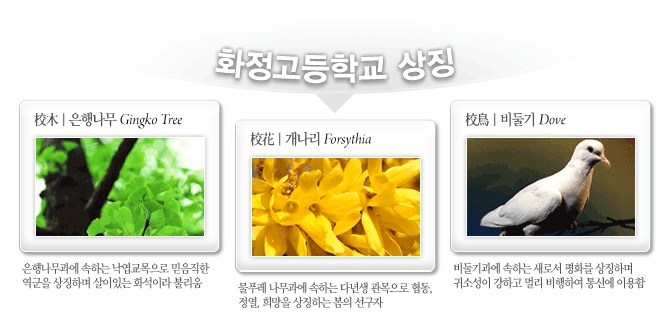 화정고등학교 상징
校木 | 은행나무 Gingko Tree
은행나무과에 속하는 낙엽교목으로 믿음직한
역군을 상징하며 살아있는 화석이라 불리움
校花 | 개나리 Forsythia
물푸레 나무과에 속하는 다년생 관목으로 협동,
정열, 희망을 상징하는 봄의 선구자
校鳥 | 비둘기 Dove
비둘기과에 속하는 새로서 평화를 상징하며
귀소성이 강하고 멀리 비행하여 통신에 이용함